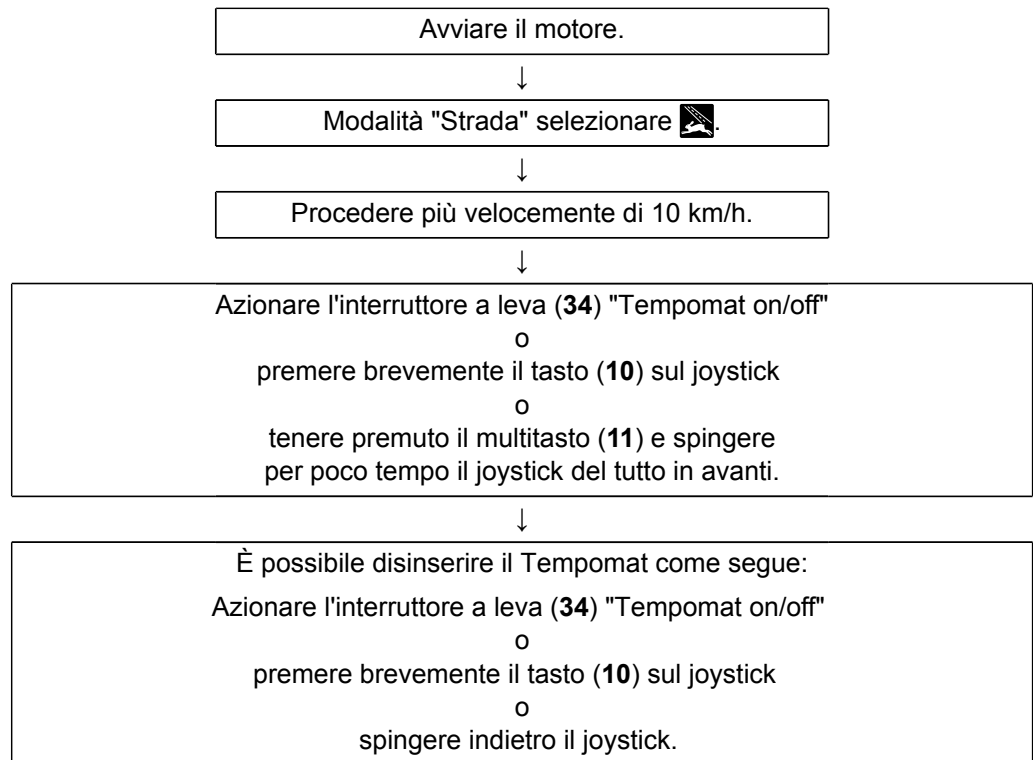 Avviare il motore.
↓
Modalità "Strada" selezionare .
↓
Procedere più velocemente di 10 km/h.
↓
Azionare l'interruttore a leva (34) "Tempomat on/off"
o
premere brevemente il tasto (10) sul joystick
o
tenere premuto il multitasto (11) e spingere
per poco tempo il joystick del tutto in avanti.
↓
È possibile disinserire il Tempomat come segue:
Azionare l'interruttore a leva (34) "Tempomat on/off"
o
premere brevemente il tasto (10) sul joystick
o
spingere indietro il joystick.